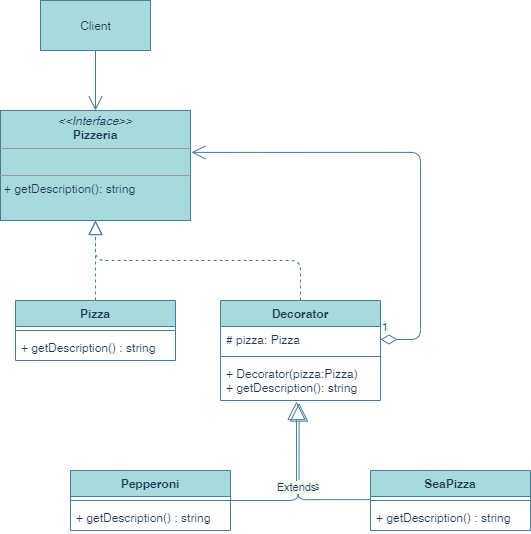 Client
<<Interface>>
Pizzeria
+ getDescription(): string
Pizza
+ getDescription() : string
Decorator
# pizza: Pizza
+ Decorator(pizza:Pizza)
+ getDescription(): string
1
Extends
Pepperoni
+ getDescription() : string
SeaPizza
+ getDescription() : string